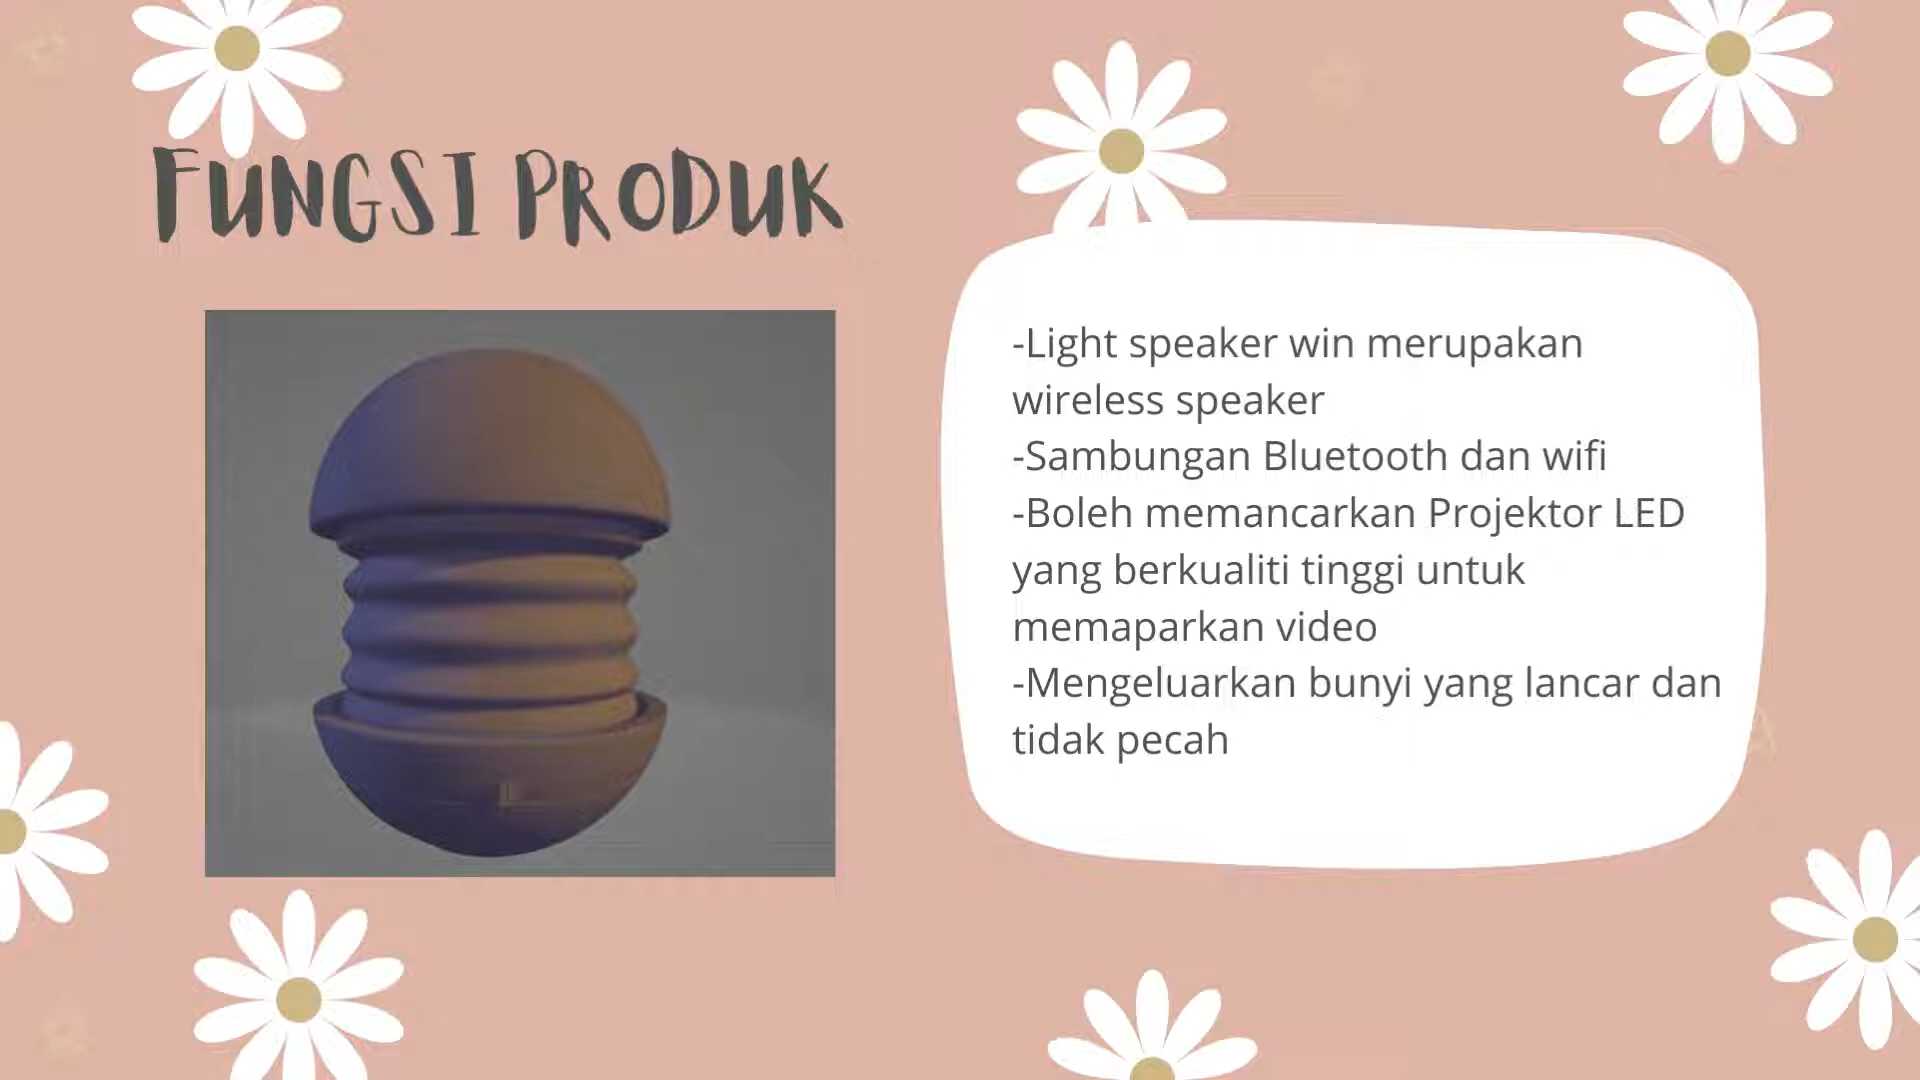 FUNGSI PRODUK
-Light speaker win merupakan
wireless speaker
-Sambungan Bluetooth dan wifi
-Boleh memancarkan Projektor LED
yang berkualiti tinggi untuk
memaparkan video
-Mengeluarkan bunyi yang lancar dan
tidak pecah